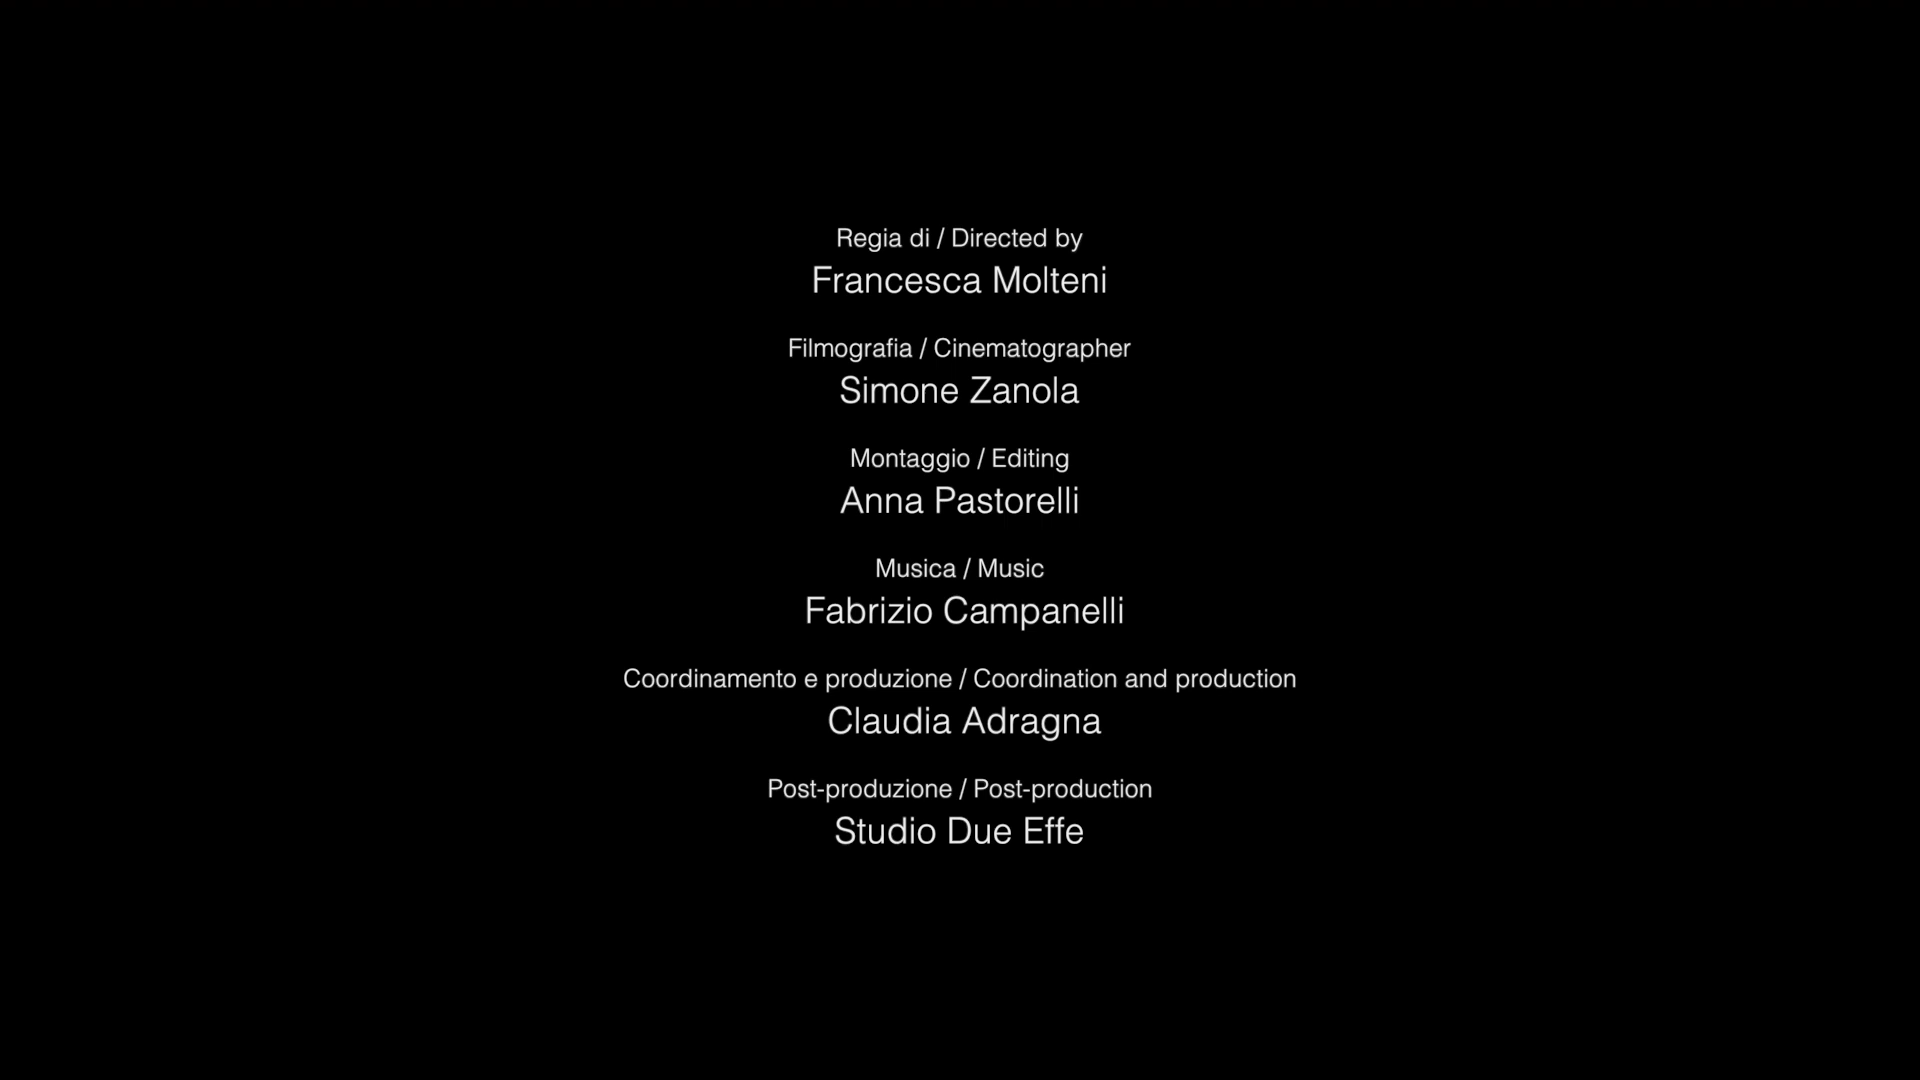 Regia di / Directed by
Francesca Molteni
Filmografia / Cinematographer
Simone Zanola
Montaggio / Editing
Anna Pastorelli
Musica / Music
Fabrizio Campanelli
Coordinamento e produzione / Coordination and production
Claudia Adragna
Post-produzione / Post-production
Studio Due Effe